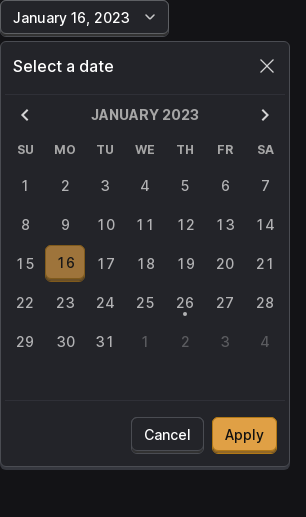 January 16, 2023
Select a date
JANUARY 2023
SU MO TU WE TH FR SA
1 2 3 4 5 6 7
8 9 10 11 12 13 14
15 16 17 18 19 20 21
22 23 24 25 26 27 28
29 30 31 1 2 3 4
Cancel Apply